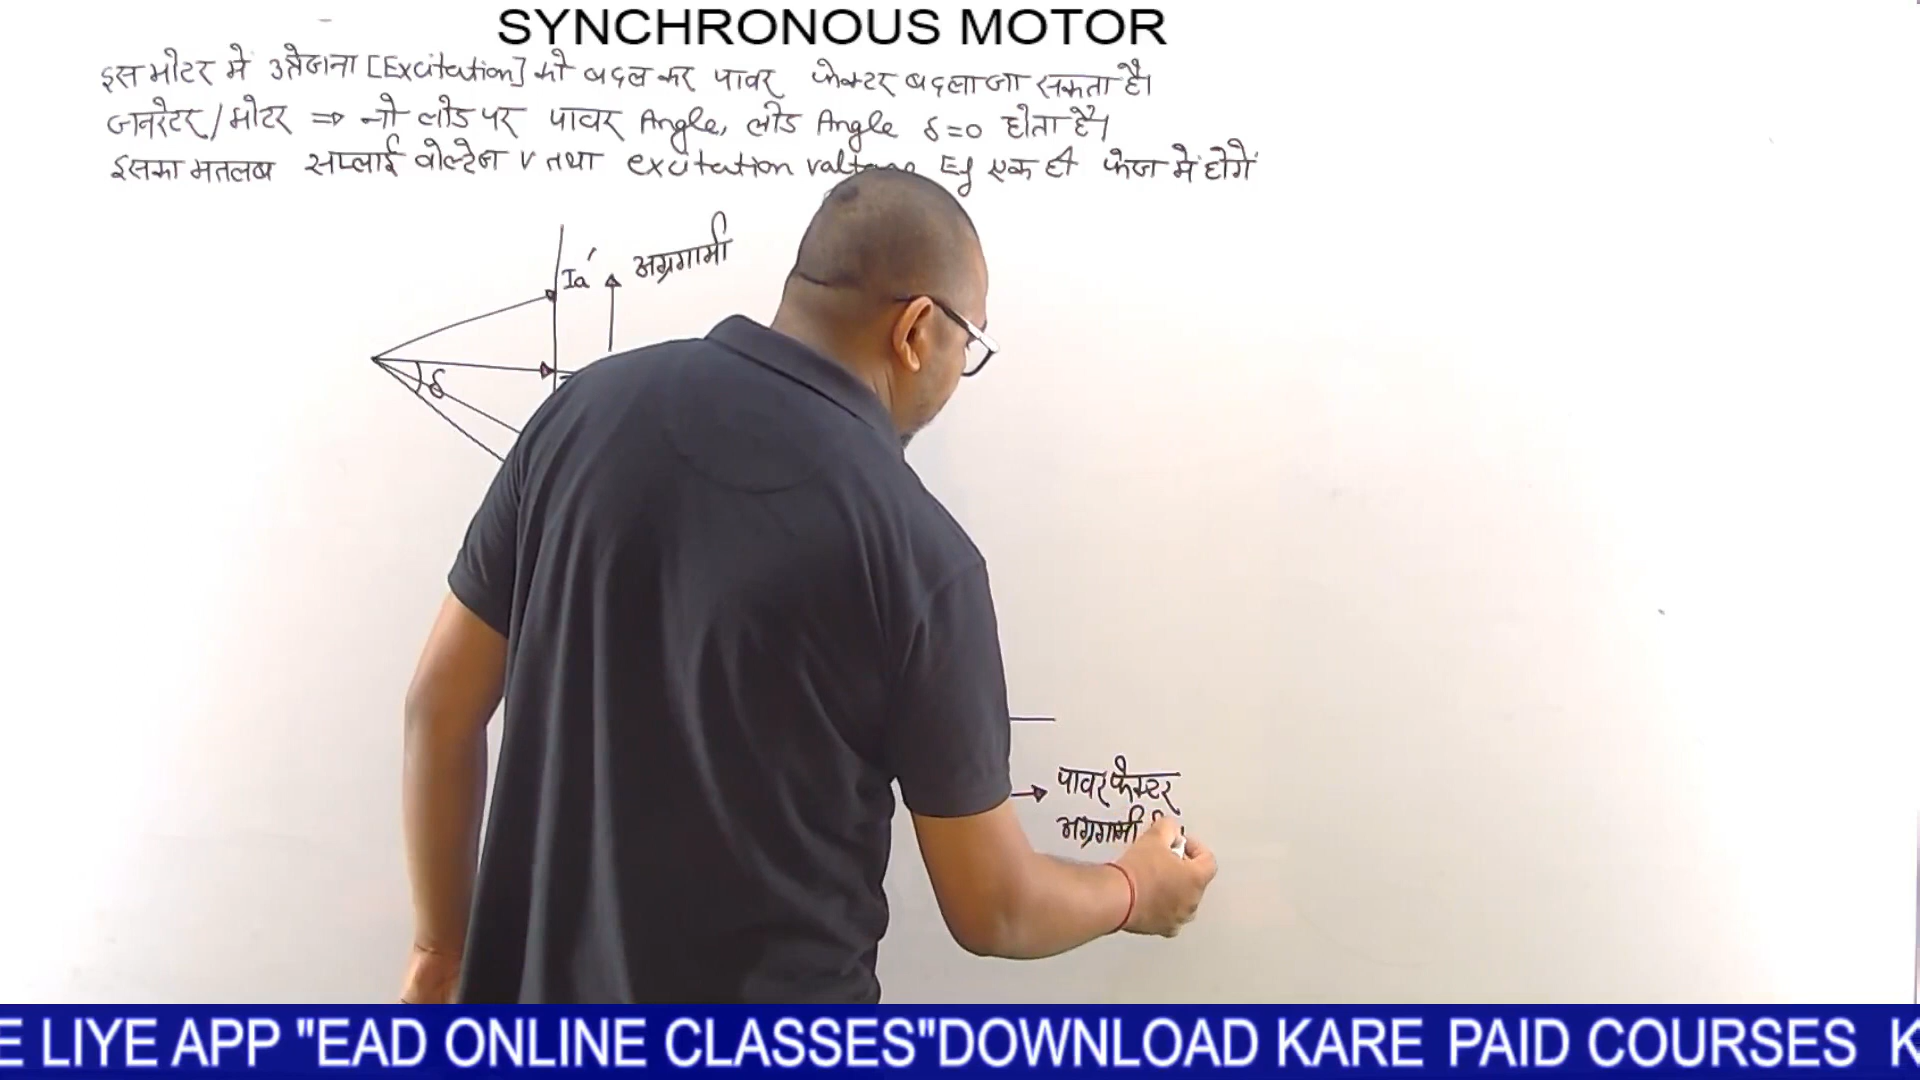 SYNCHRONOUS MOTOR
इस मोटर मे उत्तेजना [Excitation] को बदल कर पावर फेक्टर बदला जा सकता है।
जनरेटर/मोटर ⇒ नो लोड पर पावर Angle, लोड Angle δ=0 होता है।
इसका मतलब सप्लाई वोल्टेज V तथा excitation Ef एक ही फेज में होगें
Ia' अग्रगामी
δ
पावर फैक्टर
अग्रगामी
E LIYE APP "EAD ONLINE CLASSES"DOWNLOAD KARE PAID COURSES K